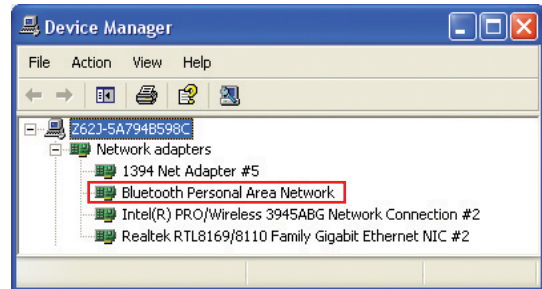 Device Manager
File Action View Help
Z62J-5A794B598C
Network adapters
1394 Net Adapter #5
Bluetooth Personal Area Network
Intel(R) PRO/Wireless 3945ABG Network Connection #2
Realtek RTL8169/8110 Family Gigabit Ethernet NIC #2